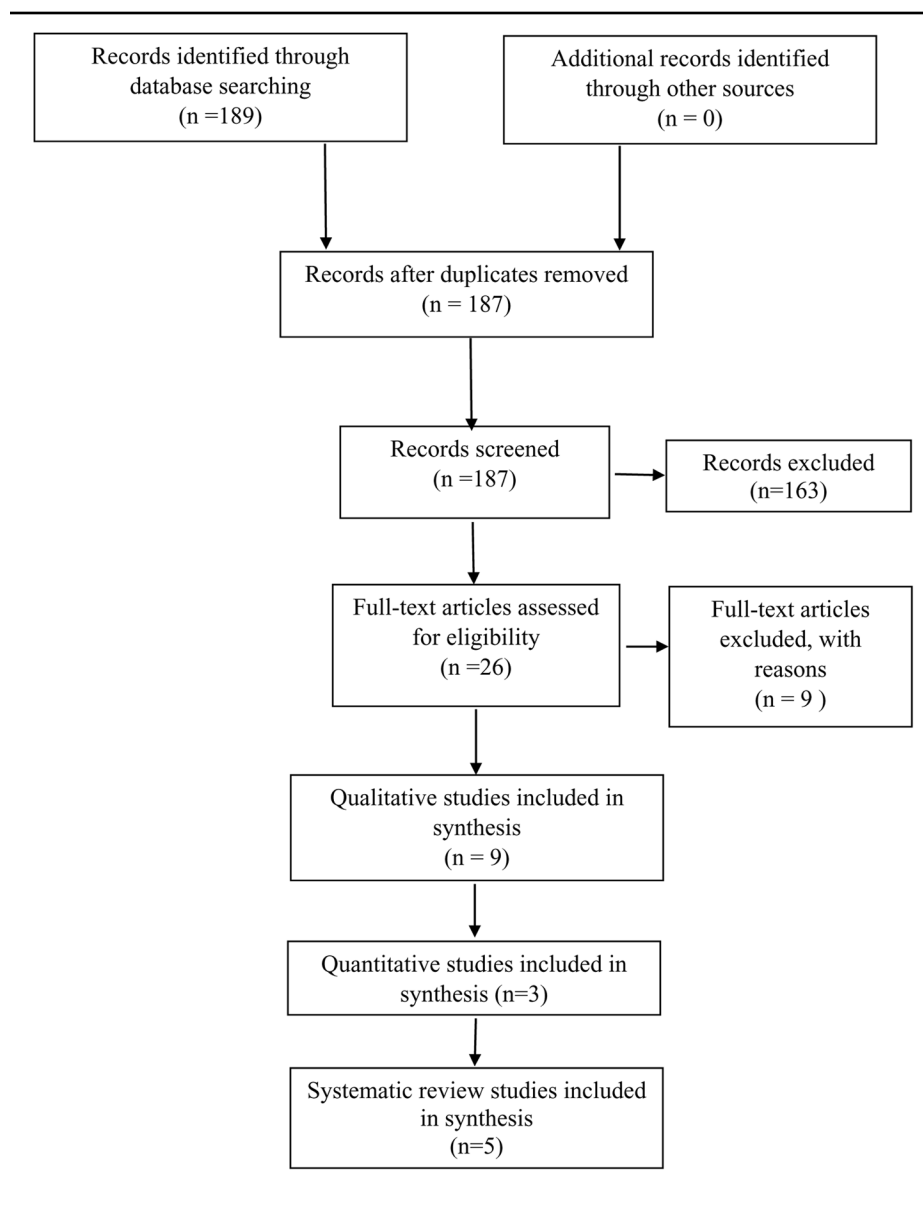 Records identified through
database searching
(n =189)
Additional records identified
through other sources
(n = 0)
Records after duplicates removed
(n = 187)
Records screened
(n =187)
Records excluded
(n=163)
Full-text articles assessed
for eligibility
(n =26)
Full-text articles
excluded, with
reasons
(n = 9 )
Qualitative studies included in
synthesis
(n = 9)
Quantitative studies included in
synthesis (n=3)
Systematic review studies included
in synthesis
(n=5)